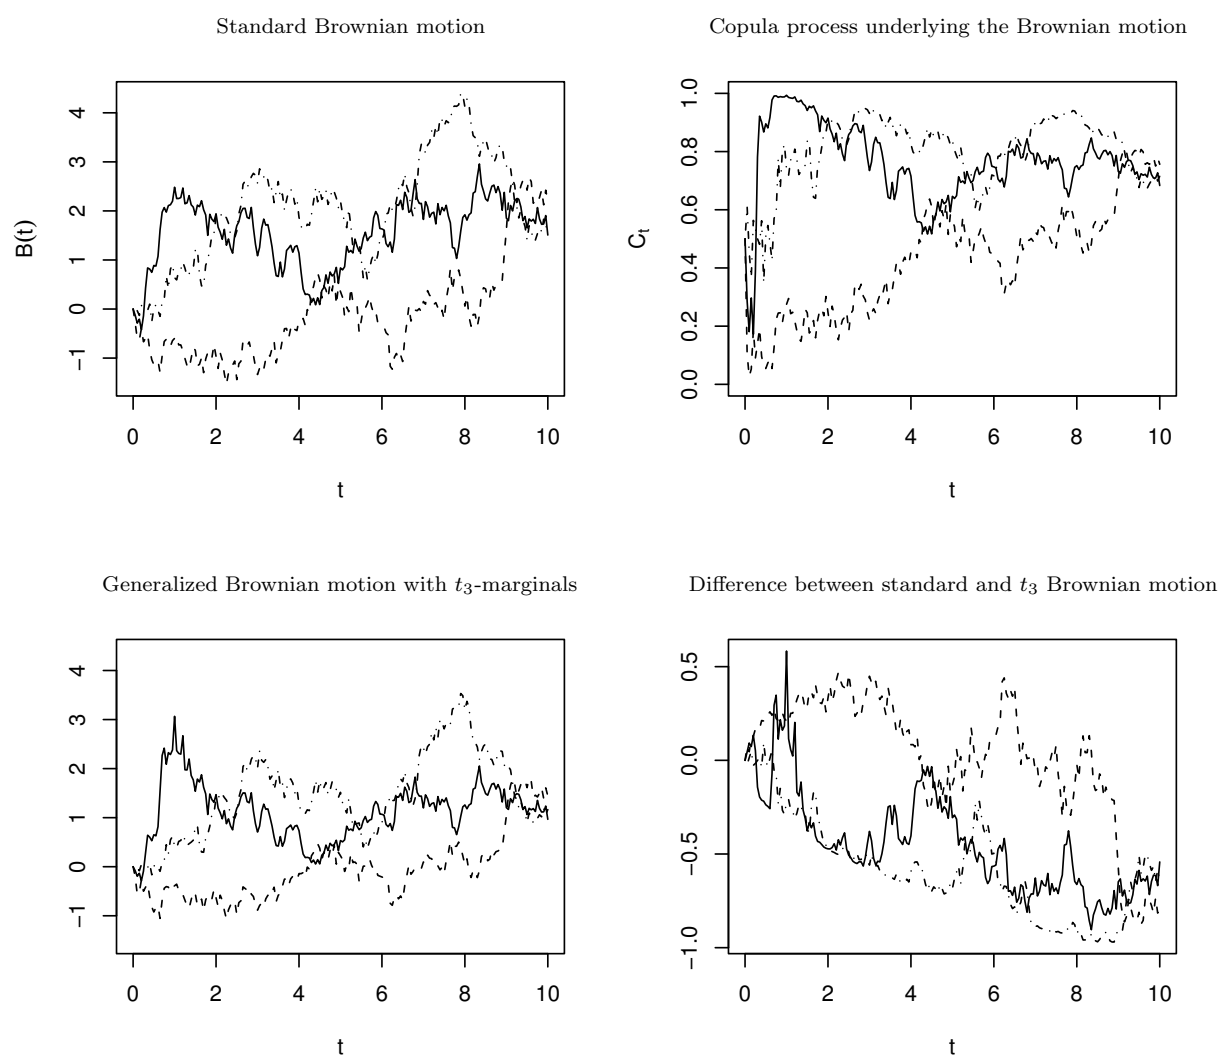 Standard Brownian motion
B(t)
4
3
2
1
0
−1
0 2 4 6 8 10
t
Copula process underlying the Brownian motion
Ct
1.0
0.8
0.6
0.4
0.2
0.0
0 2 4 6 8 10
t
Generalized Brownian motion with t3-marginals
4
3
2
1
0
−1
0 2 4 6 8 10
t
Difference between standard and t3 Brownian motion
0.5
0.0
−0.5
−1.0
0 2 4 6 8 10
t